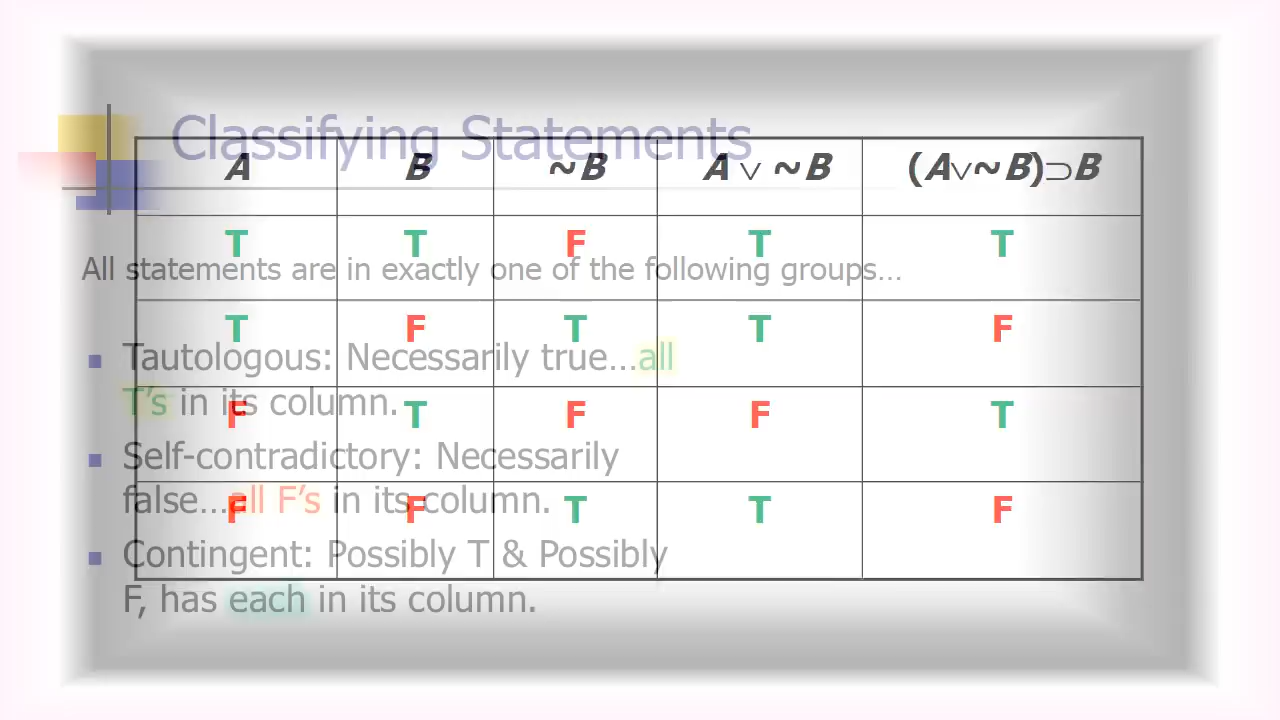 Classifying Statements
All statements are in exactly one of the following groups…
Tautologous: Necessarily true…all
T’s in its column.
Self-contradictory: Necessarily
false…all F’s in its column.
Contingent: Possibly T & Possibly
F, has each in its column.
A B ~B A ∨ ~B (A∨~B)⊃B
T T F T T
T F T T F
F T F F T
F F T T F